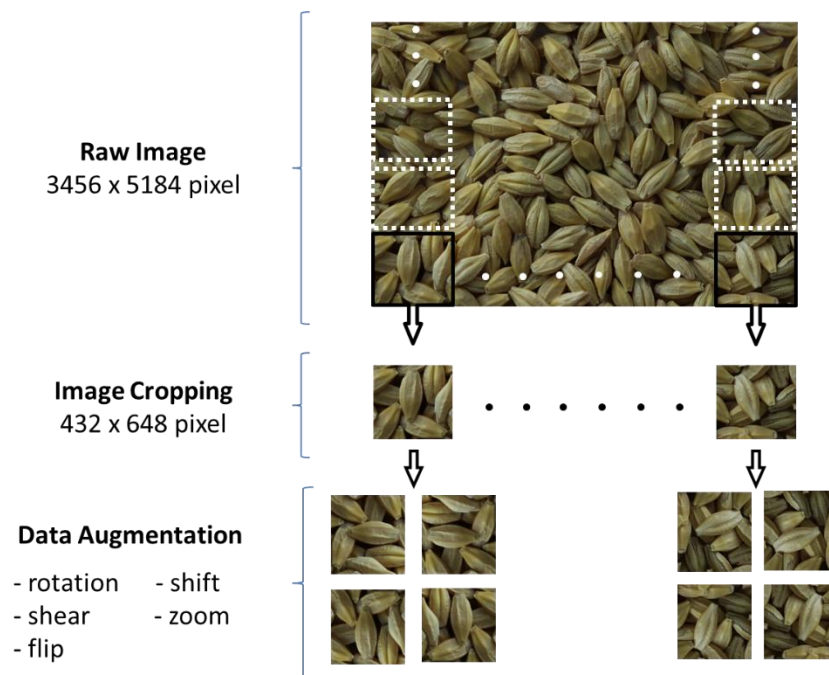 Raw Image
3456 x 5184 pixel
Image Cropping
432 x 648 pixel
Data Augmentation
- rotation - shift
- shear - zoom
- flip